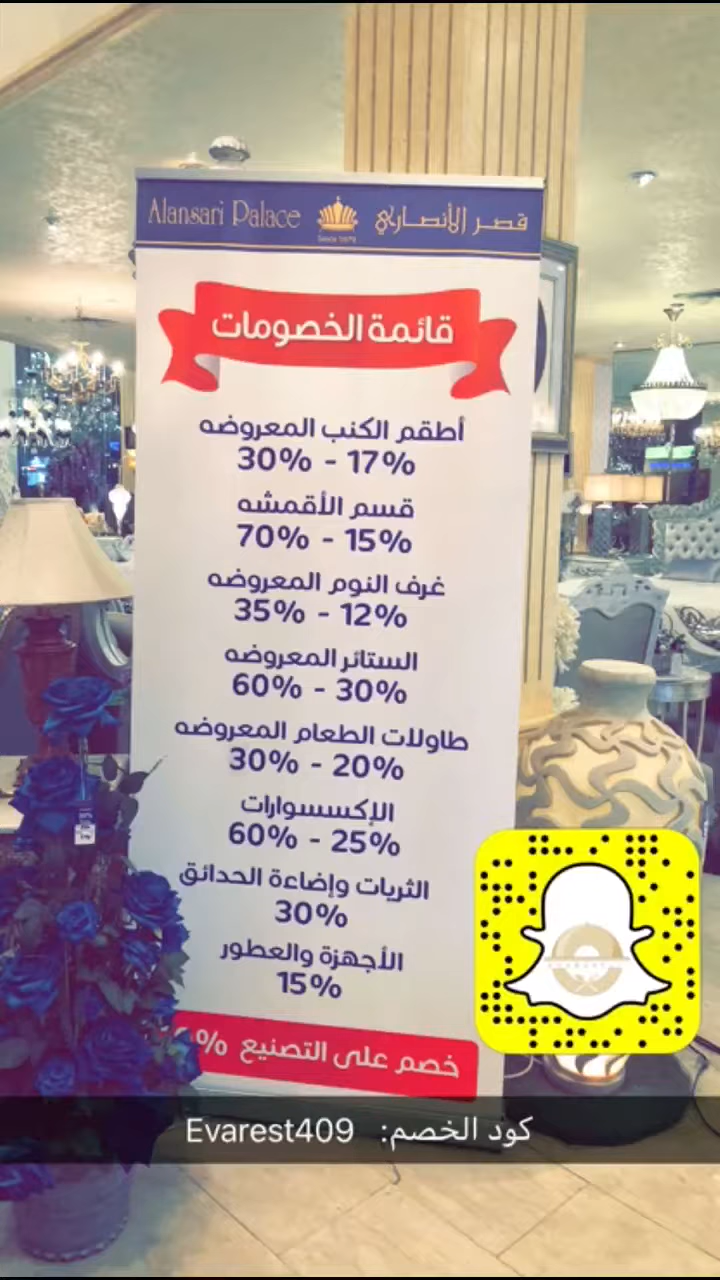 Alansari Palace قصر الأنصاري
Since 1975
قائمة الخصومات
أطقم الكنب المعروضه
30% - 17%
قسم الأقمشه
70% - 15%
غرف النوم المعروضه
35% - 12%
الستائر المعروضه
60% - 30%
طاولات الطعام المعروضه
30% - 20%
الإكسسوارات
60% - 25%
الثريات وإضاءة الحدائق
30%
الأجهزة والعطور
15%
خصم على التصنيع
كود الخصم: Evarest409